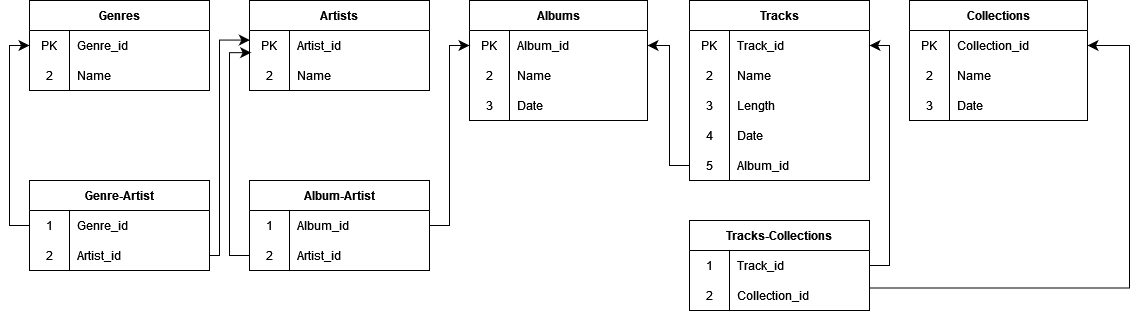 Genres
PK Genre_id
2 Name
Artists
PK Artist_id
2 Name
Albums
PK Album_id
2 Name
3 Date
Tracks
PK Track_id
2 Name
3 Length
4 Date
5 Album_id
Collections
PK Collection_id
2 Name
3 Date
Genre-Artist
1 Genre_id
2 Artist_id
Album-Artist
1 Album_id
2 Artist_id
Tracks-Collections
1 Track_id
2 Collection_id